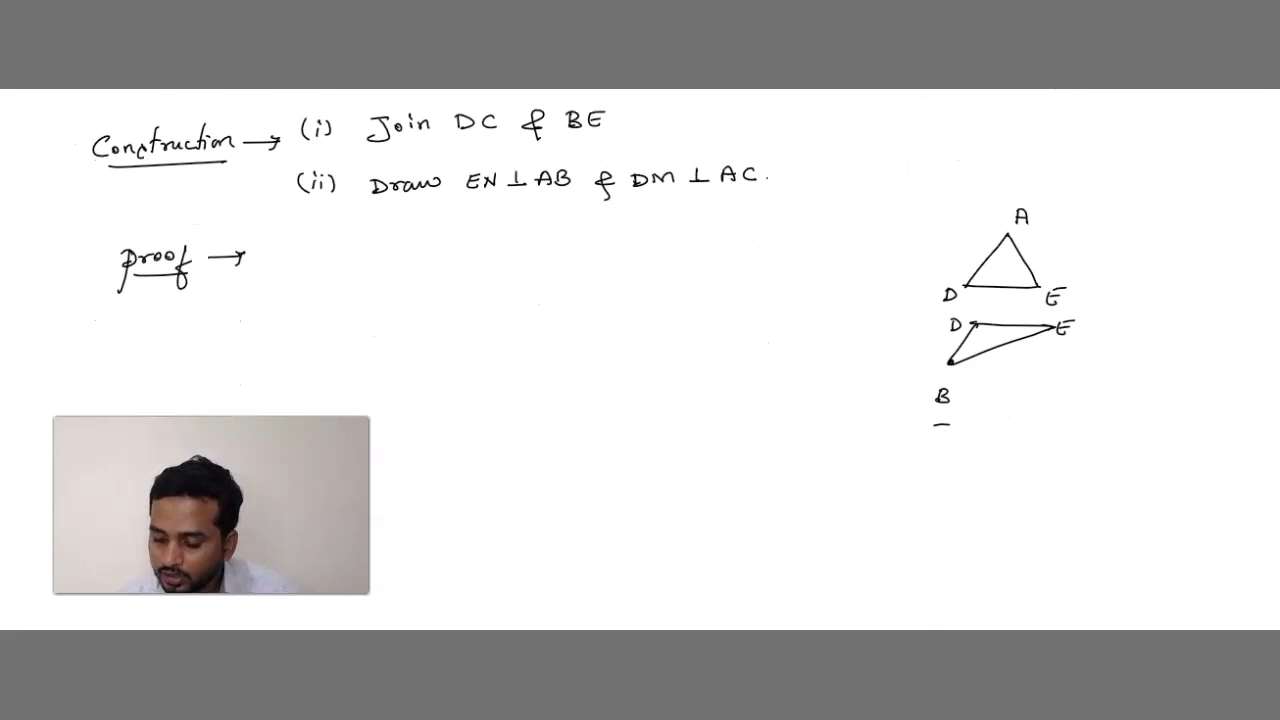 Construction → (i) Join DC & BE
(ii) Draw EN ⊥ AB & DM ⊥ AC.
Proof →
A
D E
D E
B